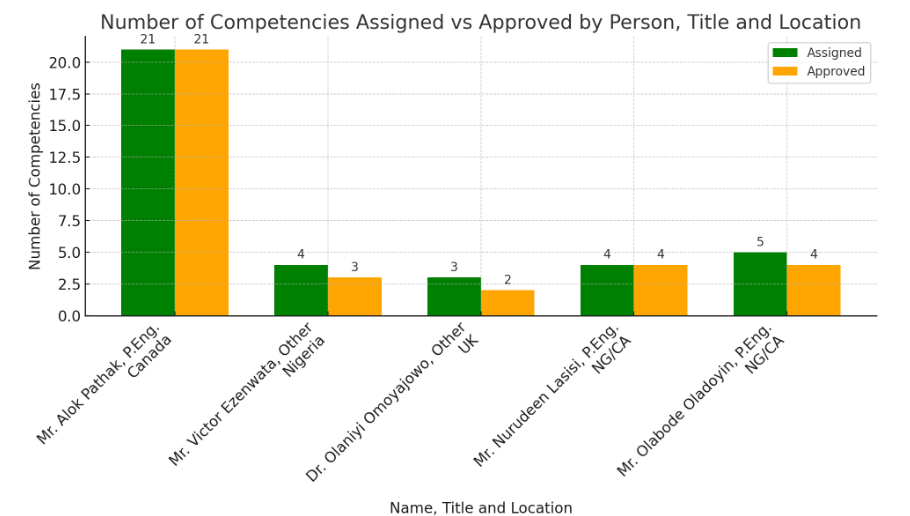 Number of Competencies Assigned vs Approved by Person, Title and Location
Assigned
Approved
Number of Competencies
20.0
17.5
15.0
12.5
10.0
7.5
5.0
2.5
0.0
21
21
4
3
3
2
4
4
5
4
Mr. Alok Pathak, P.Eng.
Canada
Mr. Victor Ezenwata, Other
Nigeria
Dr. Olaniyi Omoyajowo, Other
UK
Mr. Nurudeen Lasisi, P.Eng.
NG/CA
Mr. Olabode Oladoyin, P.Eng.
NG/CA
Name, Title and Location